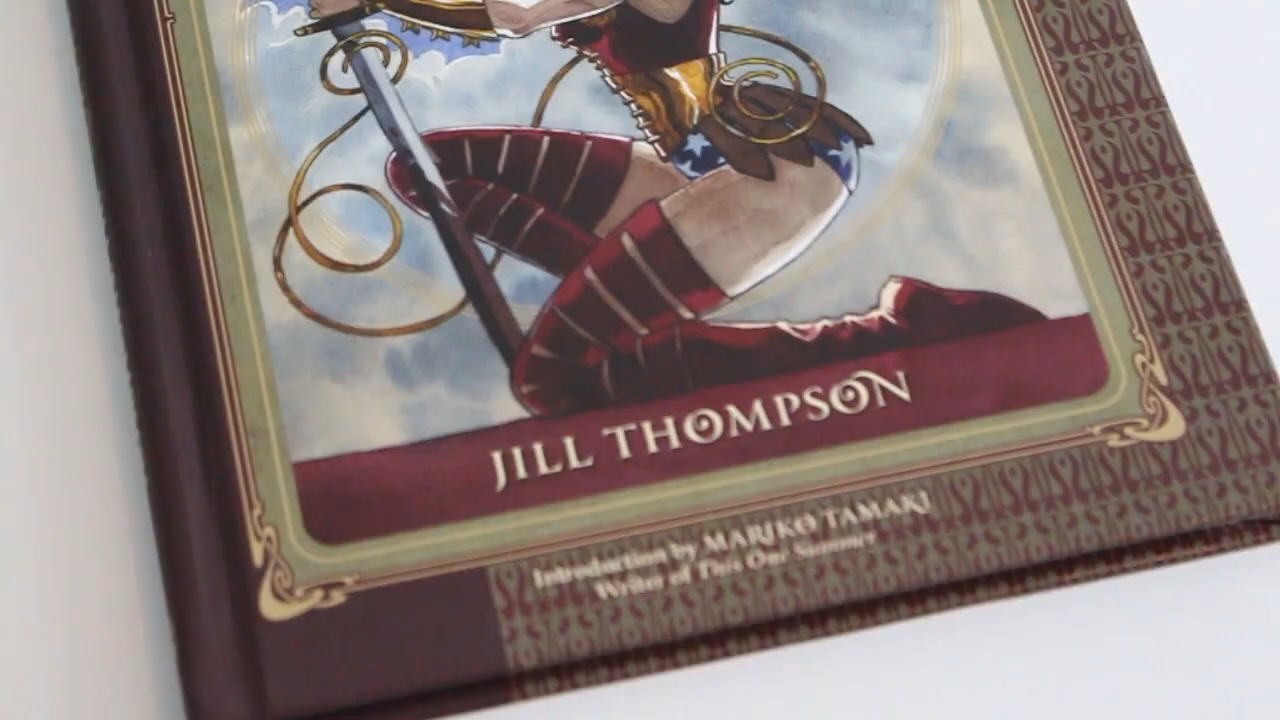 JILL THOMPSON
Introduction by MARIKO TAMAKI
Writer of This One Summer